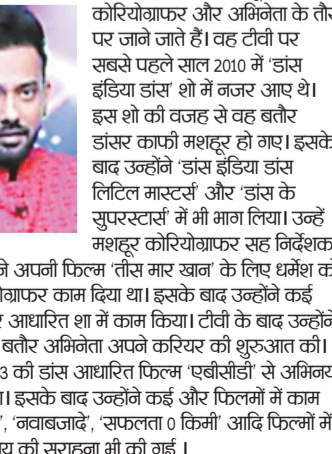 कोरियोग्राफर और अभिनेता के तौर
पर जाने जाते हैं। वह टीवी पर
सबसे पहले साल 2010 में 'डांस
इंडिया डांस' शो में नजर आए थे।
इस शो की वजह से वह बतौर
डांसर काफी मशहूर हो गए। इसके
बाद उन्होंने 'डांस इंडिया डांस
लिटिल मास्टर्स' और 'डांस के
सुपरस्टार्स' में भी भाग लिया। उन्हें
मशहूर कोरियोग्राफर सह निर्देशक
ने अपनी फिल्म 'तीस मार खान' के लिए धर्मेश को
ोग्राफर काम दिया था। इसके बाद उन्होंने कई
र आधारित शा में काम किया। टीवी के बाद उन्होंने
बतौर अभिनेता अपने करियर की शुरुआत की।
3 की डांस आधारित फिल्म 'एबीसीडी' से अभिनय
ा। इसके बाद उन्होंने कई और फिलमों में काम
', 'नवाबजादे', 'सफलता 0 किमी' आदि फिल्मों में
य की सराहना भी की गई ।